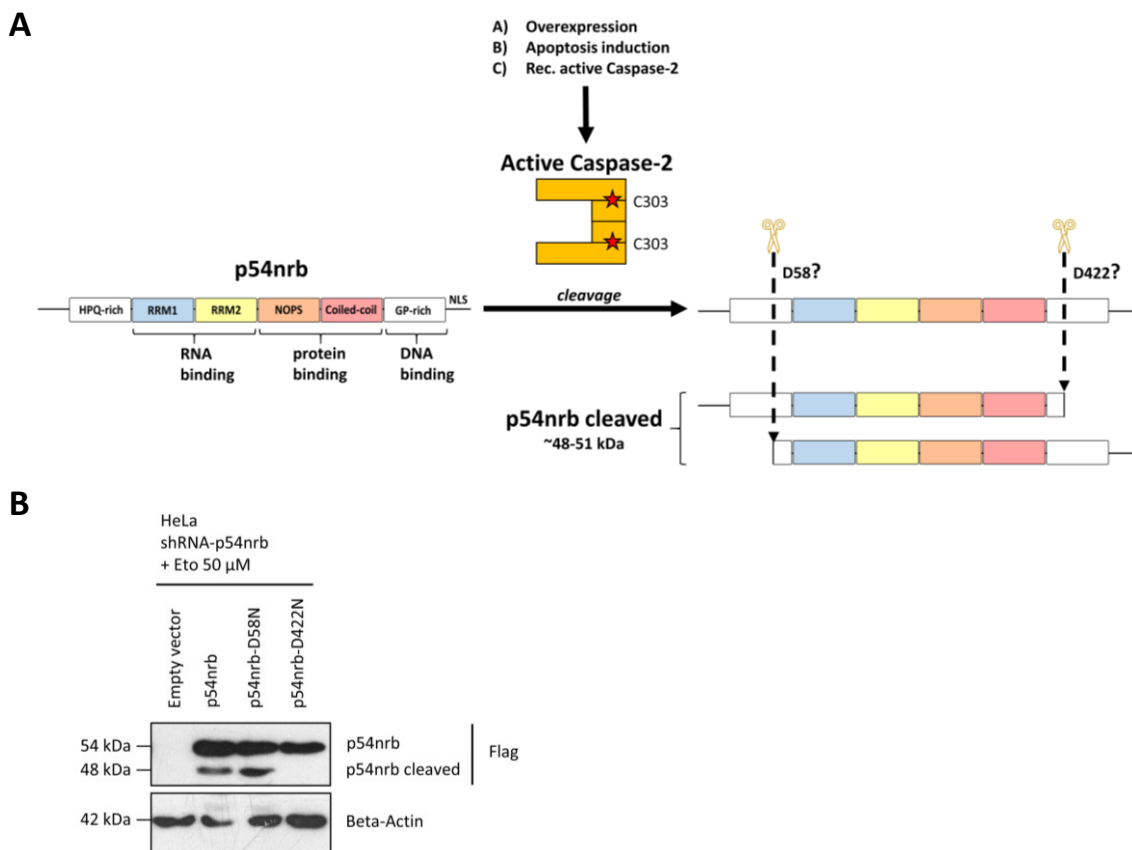 A
A) Overexpression
B) Apoptosis induction
C) Rec. active Caspase-2
Active Caspase-2
C303
C303
p54nrb
HPQ-rich RRM1 RRM2 NOPS Coiled-coil GP-rich NLS
RNA binding
protein binding
DNA binding
cleavage
D58?
D422?
p54nrb cleaved
~48-51 kDa
B
HeLa
shRNA-p54nrb
+ Eto 50 µM
Empty vector
p54nrb
p54nrb-D58N
p54nrb-D422N
54 kDa
p54nrb
48 kDa
p54nrb cleaved
Flag
42 kDa
Beta-Actin